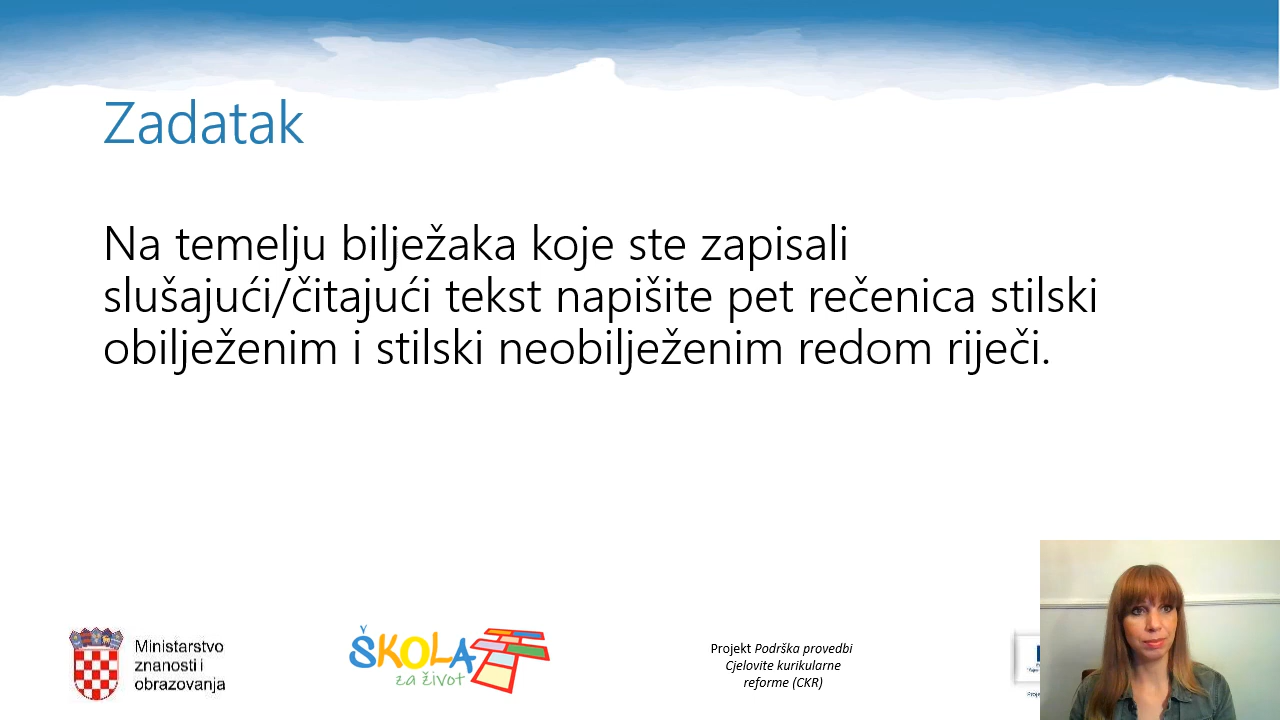 Zadatak
Na temelju bilježaka koje ste zapisali
slušajući/čitajući tekst napišite pet rečenica stilski
obilježenim i stilski neobilježenim redom riječi.
Ministarstvo
znanosti i
obrazovanja
ŠKOLA
za život
Projekt Podrška provedbi
Cjelovite kurikularne
reforme (CKR)